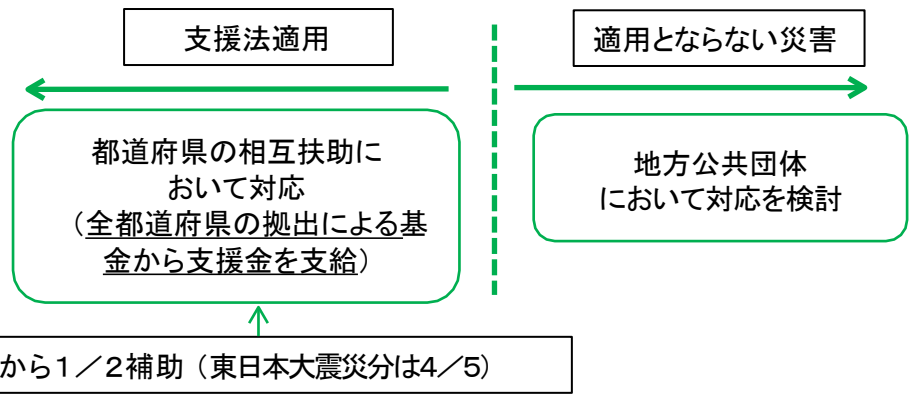 支援法適用
適用とならない災害
都道府県の相互扶助に
おいて対応
（全都道府県の拠出による基
金から支援金を支給）
地方公共団体
において対応を検討
から１／２補助（東日本大震災分は4／5）